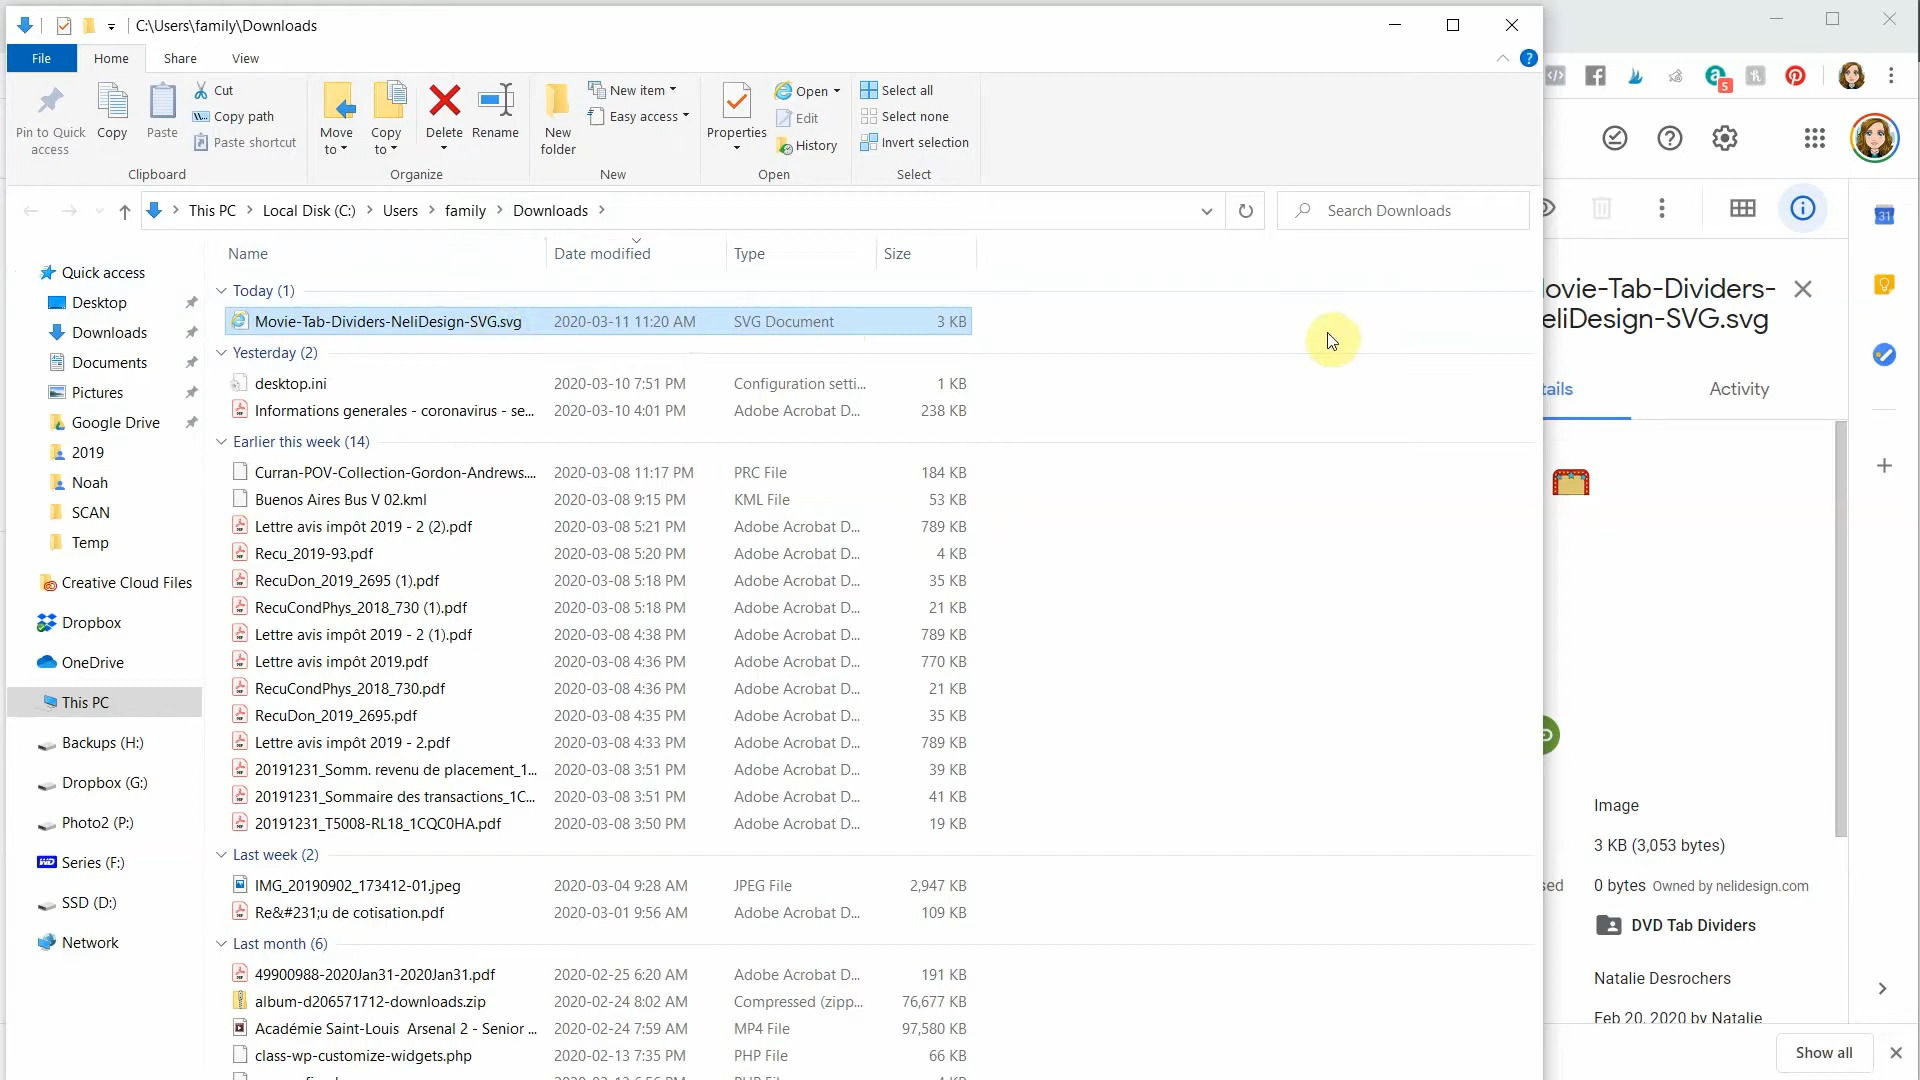 C:\Users\family\Downloads
File Home Share View
Pin to Quick access
Copy
Paste
Cut
Copy path
Paste shortcut
Clipboard
Move to
Copy to
Delete
Rename
Organize
New folder
New item
Easy access
New
Properties
Open
Edit
History
Open
Select all
Select none
Invert selection
Select
This PC > Local Disk (C:) > Users > family > Downloads >
Search Downloads
Quick access
Desktop
Downloads
Documents
Pictures
Google Drive
2019
Noah
SCAN
Temp
Creative Cloud Files
Dropbox
OneDrive
This PC
Backups (H:)
Dropbox (G:)
Photo2 (P:)
Series (F:)
SSD (D:)
Network
Name Date modified Type Size
Today (1)
Movie-Tab-Dividers-NeliDesign-SVG.svg 2020-03-11 11:20 AM SVG Document 3 KB
Yesterday (2)
desktop.ini 2020-03-10 7:51 PM Configuration setti... 1 KB
Informations generales - coronavirus - se... 2020-03-10 4:01 PM Adobe Acrobat D... 238 KB
Earlier this week (14)
Curran-POV-Collection-Gordon-Andrews.... 2020-03-08 11:17 PM PRC File 184 KB
Buenos Aires Bus V 02.kml 2020-03-08 9:15 PM KML File 53 KB
Lettre avis impôt 2019 - 2 (2).pdf 2020-03-08 5:21 PM Adobe Acrobat D... 789 KB
Recu_2019-93.pdf 2020-03-08 5:20 PM Adobe Acrobat D... 4 KB
RecuDon_2019_2695 (1).pdf 2020-03-08 5:18 PM Adobe Acrobat D... 35 KB
RecuCondPhys_2018_730 (1).pdf 2020-03-08 5:18 PM Adobe Acrobat D... 21 KB
Lettre avis impôt 2019 - 2 (1).pdf 2020-03-08 4:38 PM Adobe Acrobat D... 789 KB
Lettre avis impôt 2019.pdf 2020-03-08 4:36 PM Adobe Acrobat D... 770 KB
RecuCondPhys_2018_730.pdf 2020-03-08 4:36 PM Adobe Acrobat D... 21 KB
RecuDon_2019_2695.pdf 2020-03-08 4:35 PM Adobe Acrobat D... 35 KB
Lettre avis impôt 2019 - 2.pdf 2020-03-08 4:33 PM Adobe Acrobat D... 789 KB
20191231_Somm. revenu de placement_1... 2020-03-08 3:51 PM Adobe Acrobat D... 39 KB
20191231_Sommaire des transactions_1C... 2020-03-08 3:51 PM Adobe Acrobat D... 41 KB
20191231_T5008-RL18_1CQC0HA.pdf 2020-03-08 3:50 PM Adobe Acrobat D... 19 KB
Last week (2)
IMG_20190902_173412-01.jpeg 2020-03-04 9:28 AM JPEG File 2,947 KB
Re&#231;u de cotisation.pdf 2020-03-01 9:56 AM Adobe Acrobat D... 109 KB
Last month (6)
49900988-2020Jan31-2020Jan31.pdf 2020-02-25 6:20 AM Adobe Acrobat D... 191 KB
album-d206571712-downloads.zip 2020-02-24 8:02 AM Compressed (zipp... 76,677 KB
Académie Saint-Louis Arsenal 2 - Senior ... 2020-02-24 7:59 AM MP4 File 97,580 KB
class-wp-customize-widgets.php 2020-02-13 7:35 PM PHP File 66 KB
5
31
ovie-Tab-Dividers-
eliDesign-SVG.svg
tails Activity
Image
3 KB (3,053 bytes)
sed 0 bytes Owned by nelidesign.com
DVD Tab Dividers
Natalie Desrochers
Feb 20, 2020 by Natalie
Show all